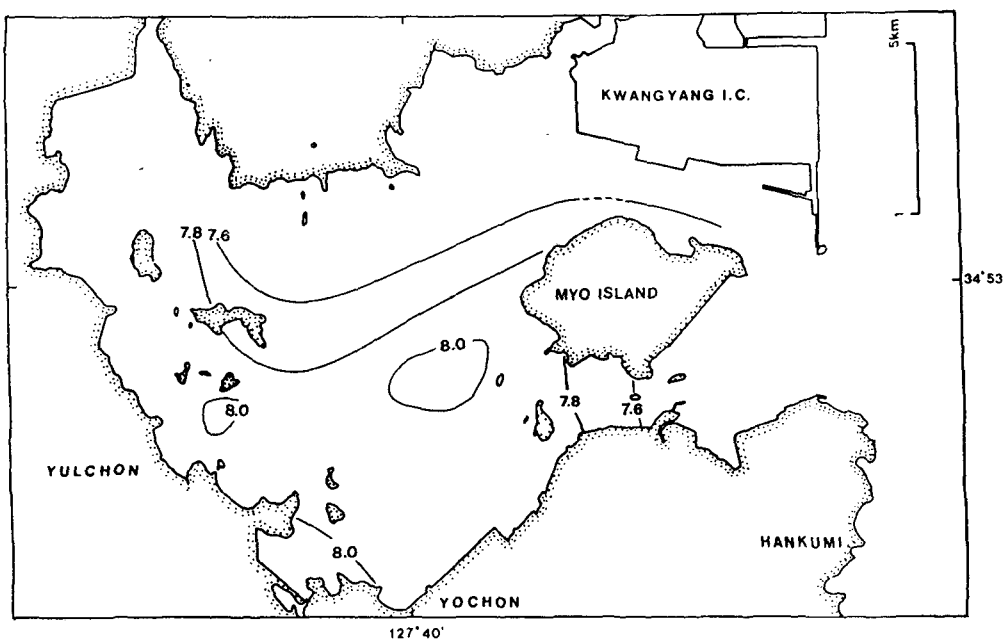 5km
KWANGYANG I.C.
7.8 7.6
34°53
MYO ISLAND
8.0
7.8
7.6
8.0
YULCHON
HANKUMI
8.0
YOCHON
127°40'